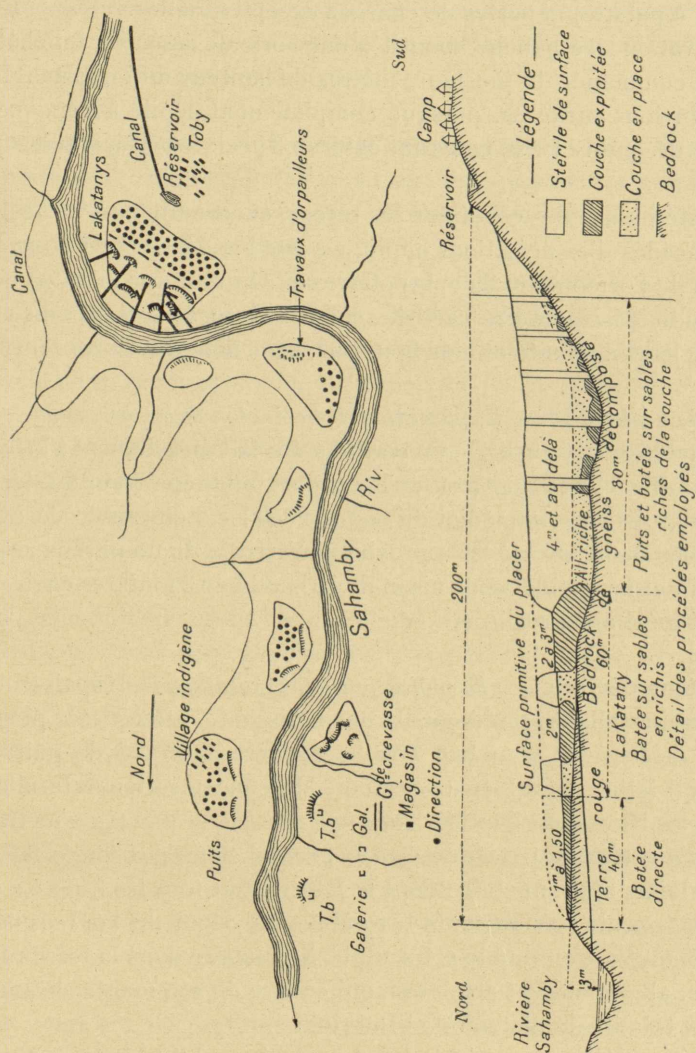 Canal
Lakatanys
Canal
Réservoir
Toby
Travaux d'orpailleurs
Riv.
Sahamby
Nord
Village indigène
Puits
T.b
T.b
Galerie
Gal.
Gde crevasse
Magasin
Direction
Nord
Sud
Rivière
Sahamby
3m
200m
Surface primitive du placer
Réservoir
Camp
1m à 1,50
2m
2 à 3m
4m et au delà
All. riche
Terre rouge
Bedrock de gneiss décomposé
40m
60m
80m
Batée
directe
Lakatany
Batée sur sables
enrichis
Puits et batée sur sables
riches de la couche
Détail des procédés employés
Légende
Stérile de surface
Couche exploitée
Couche en place
Bedrock